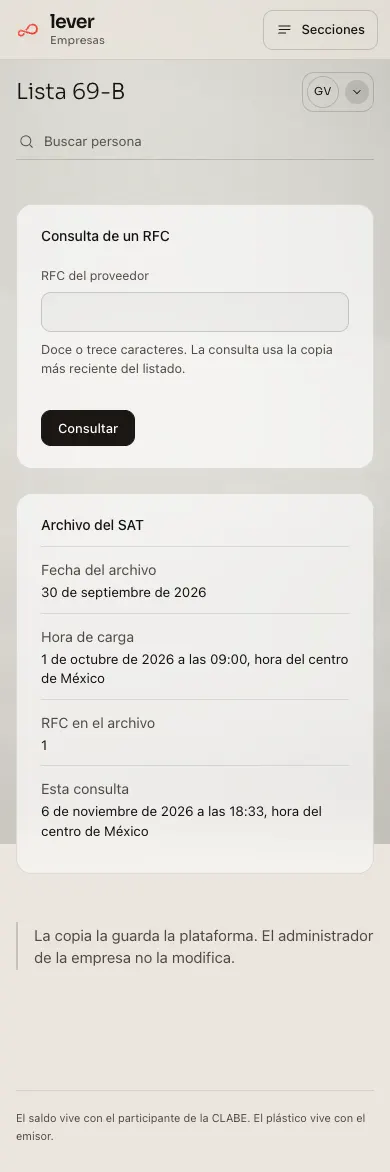 lever
Empresas
Secciones
Lista 69-B
GV
Buscar persona
Consulta de un RFC
RFC del proveedor
Doce o trece caracteres. La consulta usa la copia
más reciente del listado.
Consultar
Archivo del SAT
Fecha del archivo
30 de septiembre de 2026
Hora de carga
1 de octubre de 2026 a las 09:00, hora del centro
de México
RFC en el archivo
1
Esta consulta
6 de noviembre de 2026 a las 18:33, hora del
centro de México
La copia la guarda la plataforma. El administrador
de la empresa no la modifica.
El saldo vive con el participante de la CLABE. El plástico vive con el
emisor.